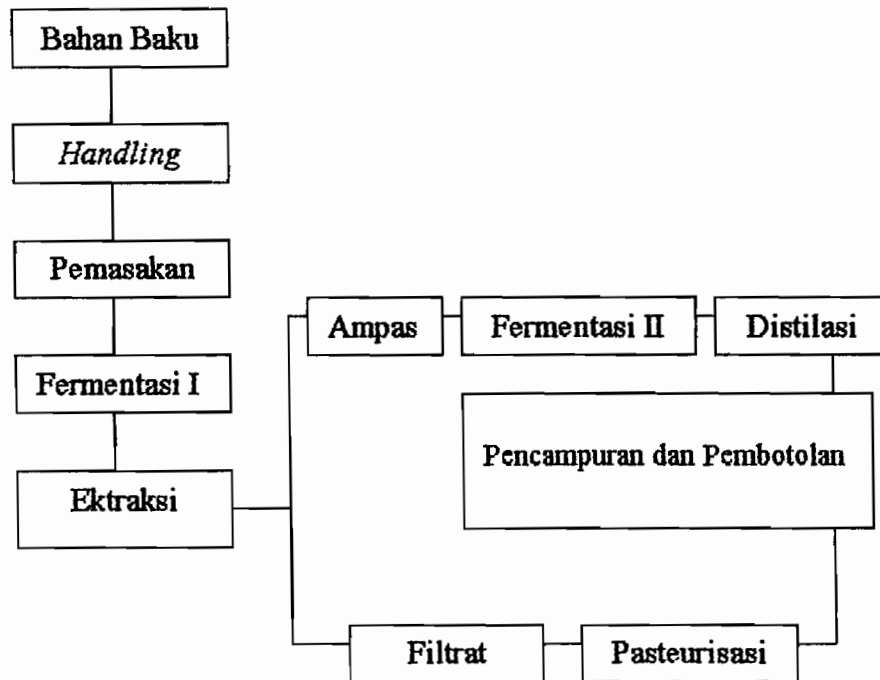 Bahan Baku
Handling
Pemasakan
Fermentasi I
Ektraksi
Ampas
Fermentasi II
Distilasi
Pencampuran dan Pembotolan
Filtrat
Pasteurisasi